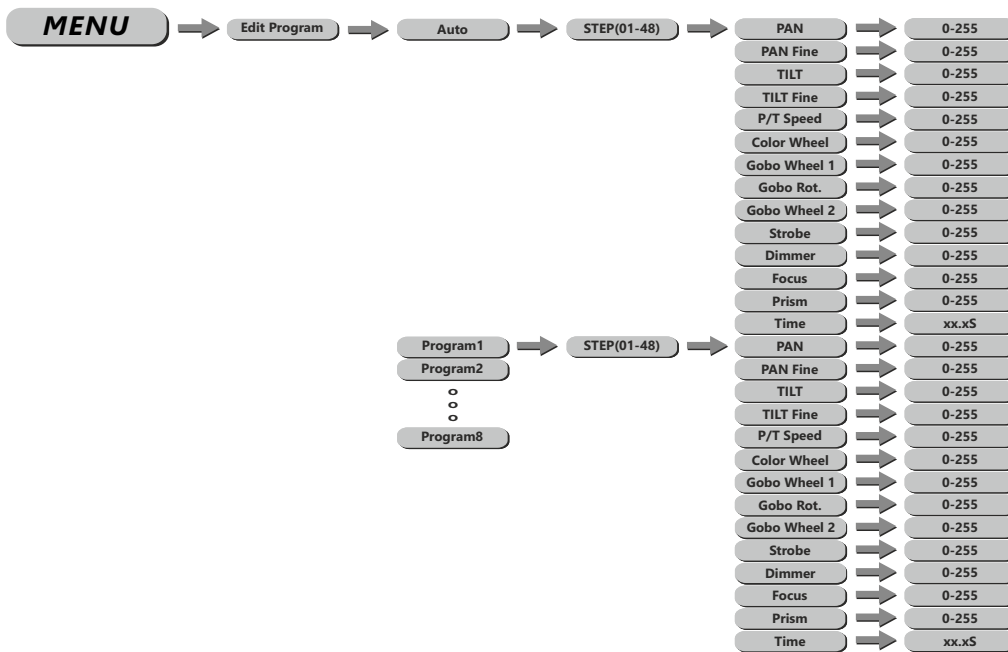 MENU Edit Program Auto STEP(01-48) PAN 0-255
PAN Fine 0-255
TILT 0-255
TILT Fine 0-255
P/T Speed 0-255
Color Wheel 0-255
Gobo Wheel 1 0-255
Gobo Rot. 0-255
Gobo Wheel 2 0-255
Strobe 0-255
Dimmer 0-255
Focus 0-255
Prism 0-255
Time xx.xS
Program1 STEP(01-48) PAN 0-255
Program2 PAN Fine 0-255
TILT 0-255
TILT Fine 0-255
Program8 P/T Speed 0-255
Color Wheel 0-255
Gobo Wheel 1 0-255
Gobo Rot. 0-255
Gobo Wheel 2 0-255
Strobe 0-255
Dimmer 0-255
Focus 0-255
Prism 0-255
Time xx.xS